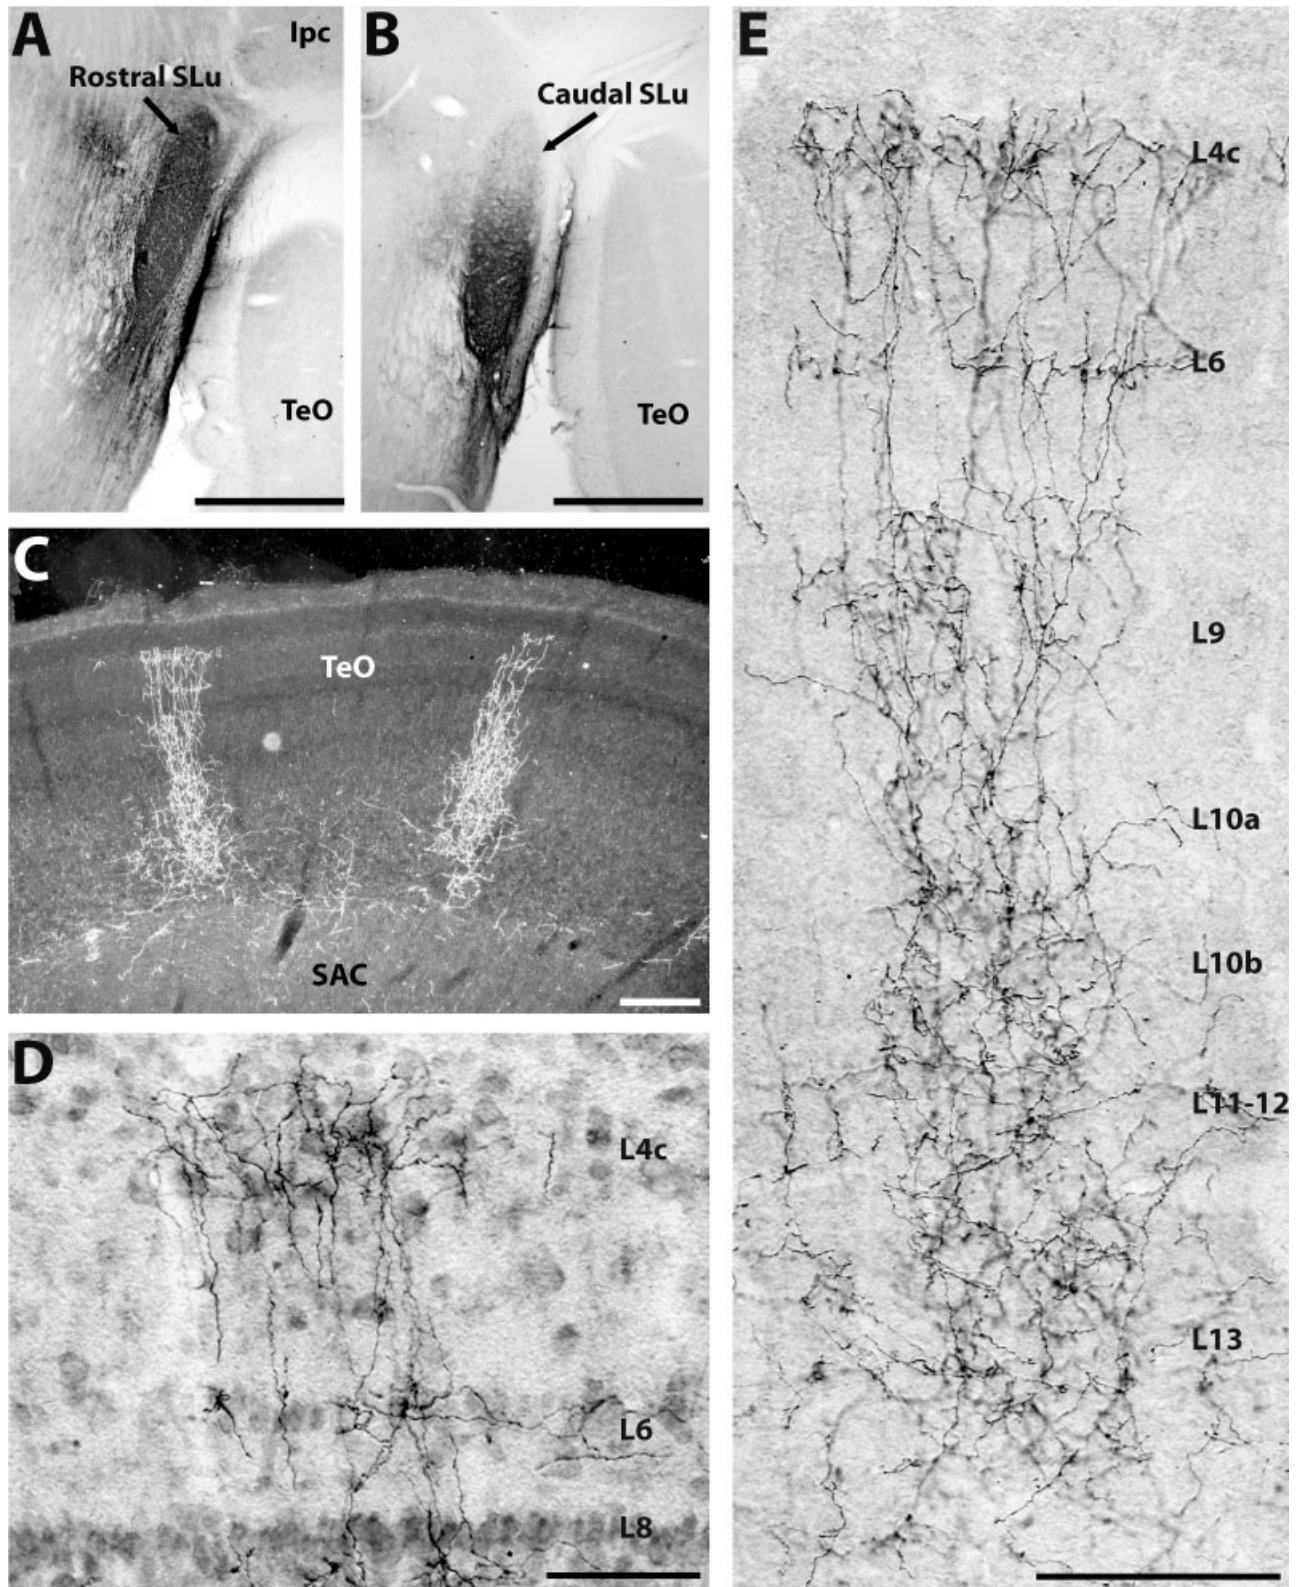 A
Ipc
Rostral SLu
TeO
B
Caudal SLu
TeO
C
TeO
SAC
D
L4c
L6
L8
E
L4c
L6
L9
L10a
L10b
L11-12
L13